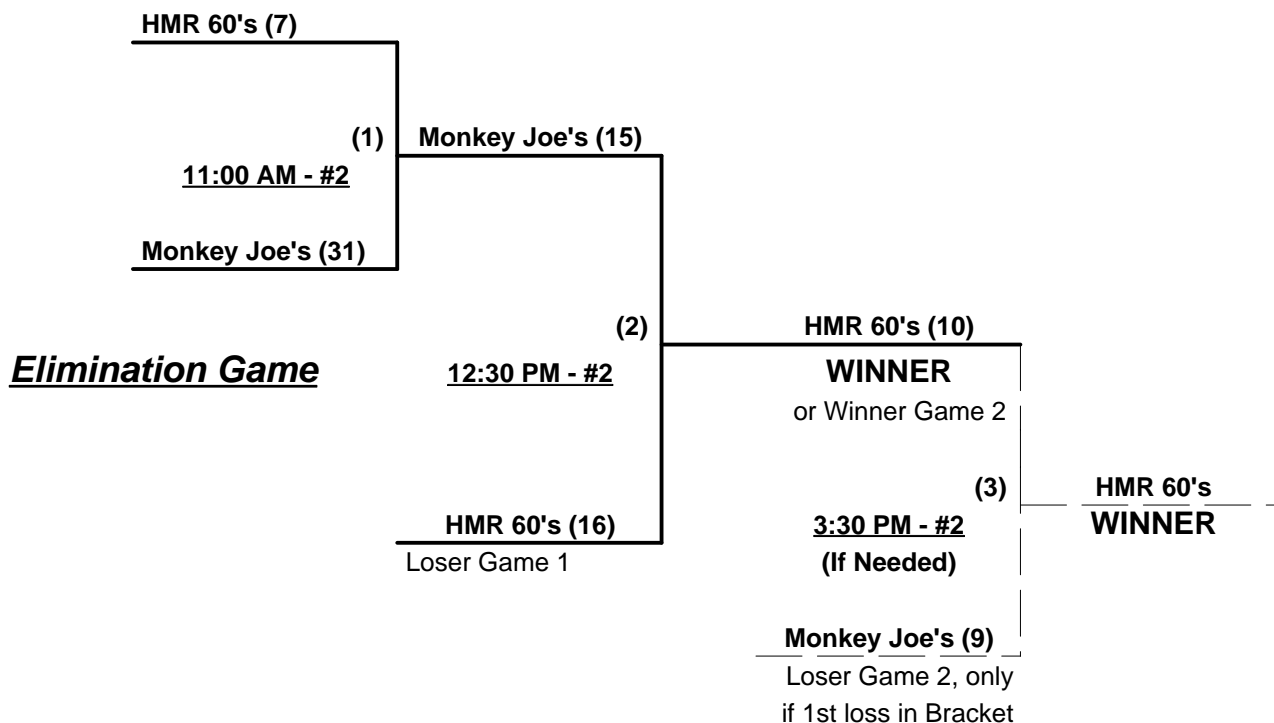 HMR 60's (7)
(1)
Monkey Joe's (15)
11:00 AM - #2
Monkey Joe's (31)
(2)
HMR 60's (10)
Elimination Game
12:30 PM - #2
WINNER
or Winner Game 2
(3)
HMR 60's
HMR 60's (16)
3:30 PM - #2
WINNER
Loser Game 1
(If Needed)
Monkey Joe's (9)
Loser Game 2, only
if 1st loss in Bracket